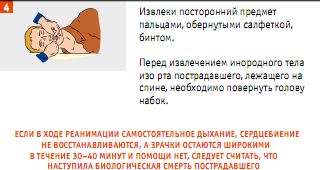 4
Извлеки посторонний предмет
пальцами, обернутыми салфеткой,
бинтом.
Перед извлечением инородного тела
изо рта пострадавшего, лежащего на
спине, необходимо повернуть голову
набок.
ЕСЛИ В ХОДЕ РЕАНИМАЦИИ САМОСТОЯТЕЛЬНОЕ ДЫХАНИЕ, СЕРДЦЕБИЕНИЕ
НЕ ВОССТАНАВЛИВАЮТСЯ, А ЗРАЧКИ ОСТАЮТСЯ ШИРОКИМИ
В ТЕЧЕНИЕ 30–40 МИНУТ И ПОМОЩИ НЕТ, СЛЕДУЕТ СЧИТАТЬ, ЧТО
НАСТУПИЛА БИОЛОГИЧЕСКАЯ СМЕРТЬ ПОСТРАДАВШЕГО